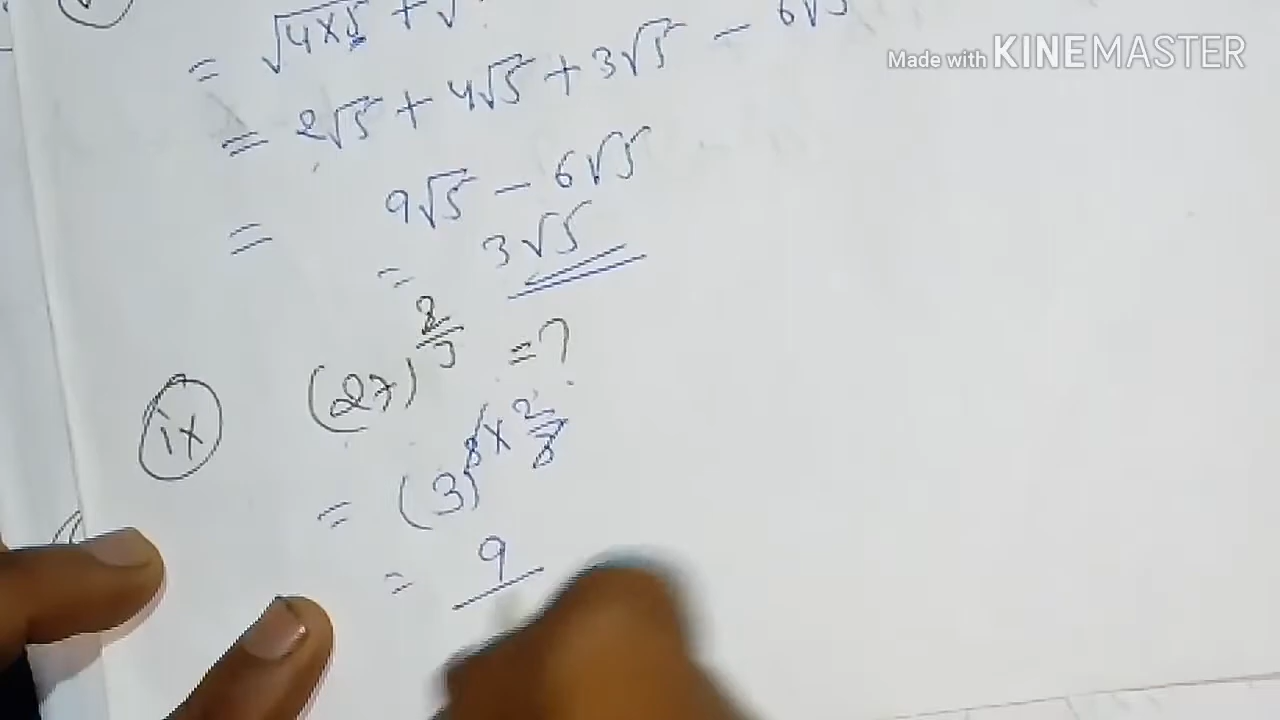 = √4×5 + √
= 2√5 + 4√5 + 3√5 - 6√5
= 9√5 - 6√5
= 3√5
ix (27)^2/3 = ?
= (3)^3×2/3
= 9
Made with KINEMASTER